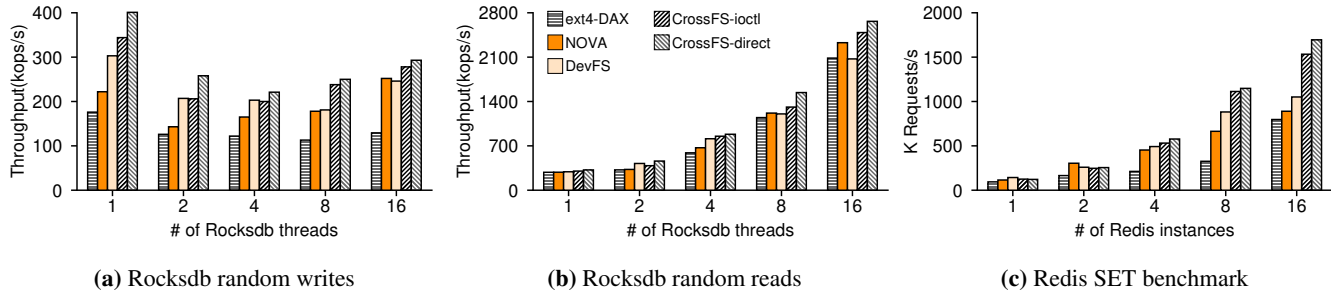 400
300
200
100
0
Throughput(kops/s)
1 2 4 8 16
# of Rocksdb threads
(a) Rocksdb random writes
2800
2100
1400
700
0
Throughput(kops/s)
ext4-DAX
NOVA
DevFS
CrossFS-ioctl
CrossFS-direct
1 2 4 8 16
# of Rocksdb threads
(b) Rocksdb random reads
2000
1500
1000
500
0
K Requests/s
1 2 4 8 16
# of Redis instances
(c) Redis SET benchmark